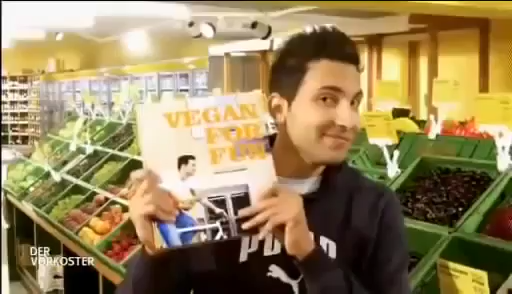 VEGAN
FOR
FUN
PUMA
DER
VORKOSTER